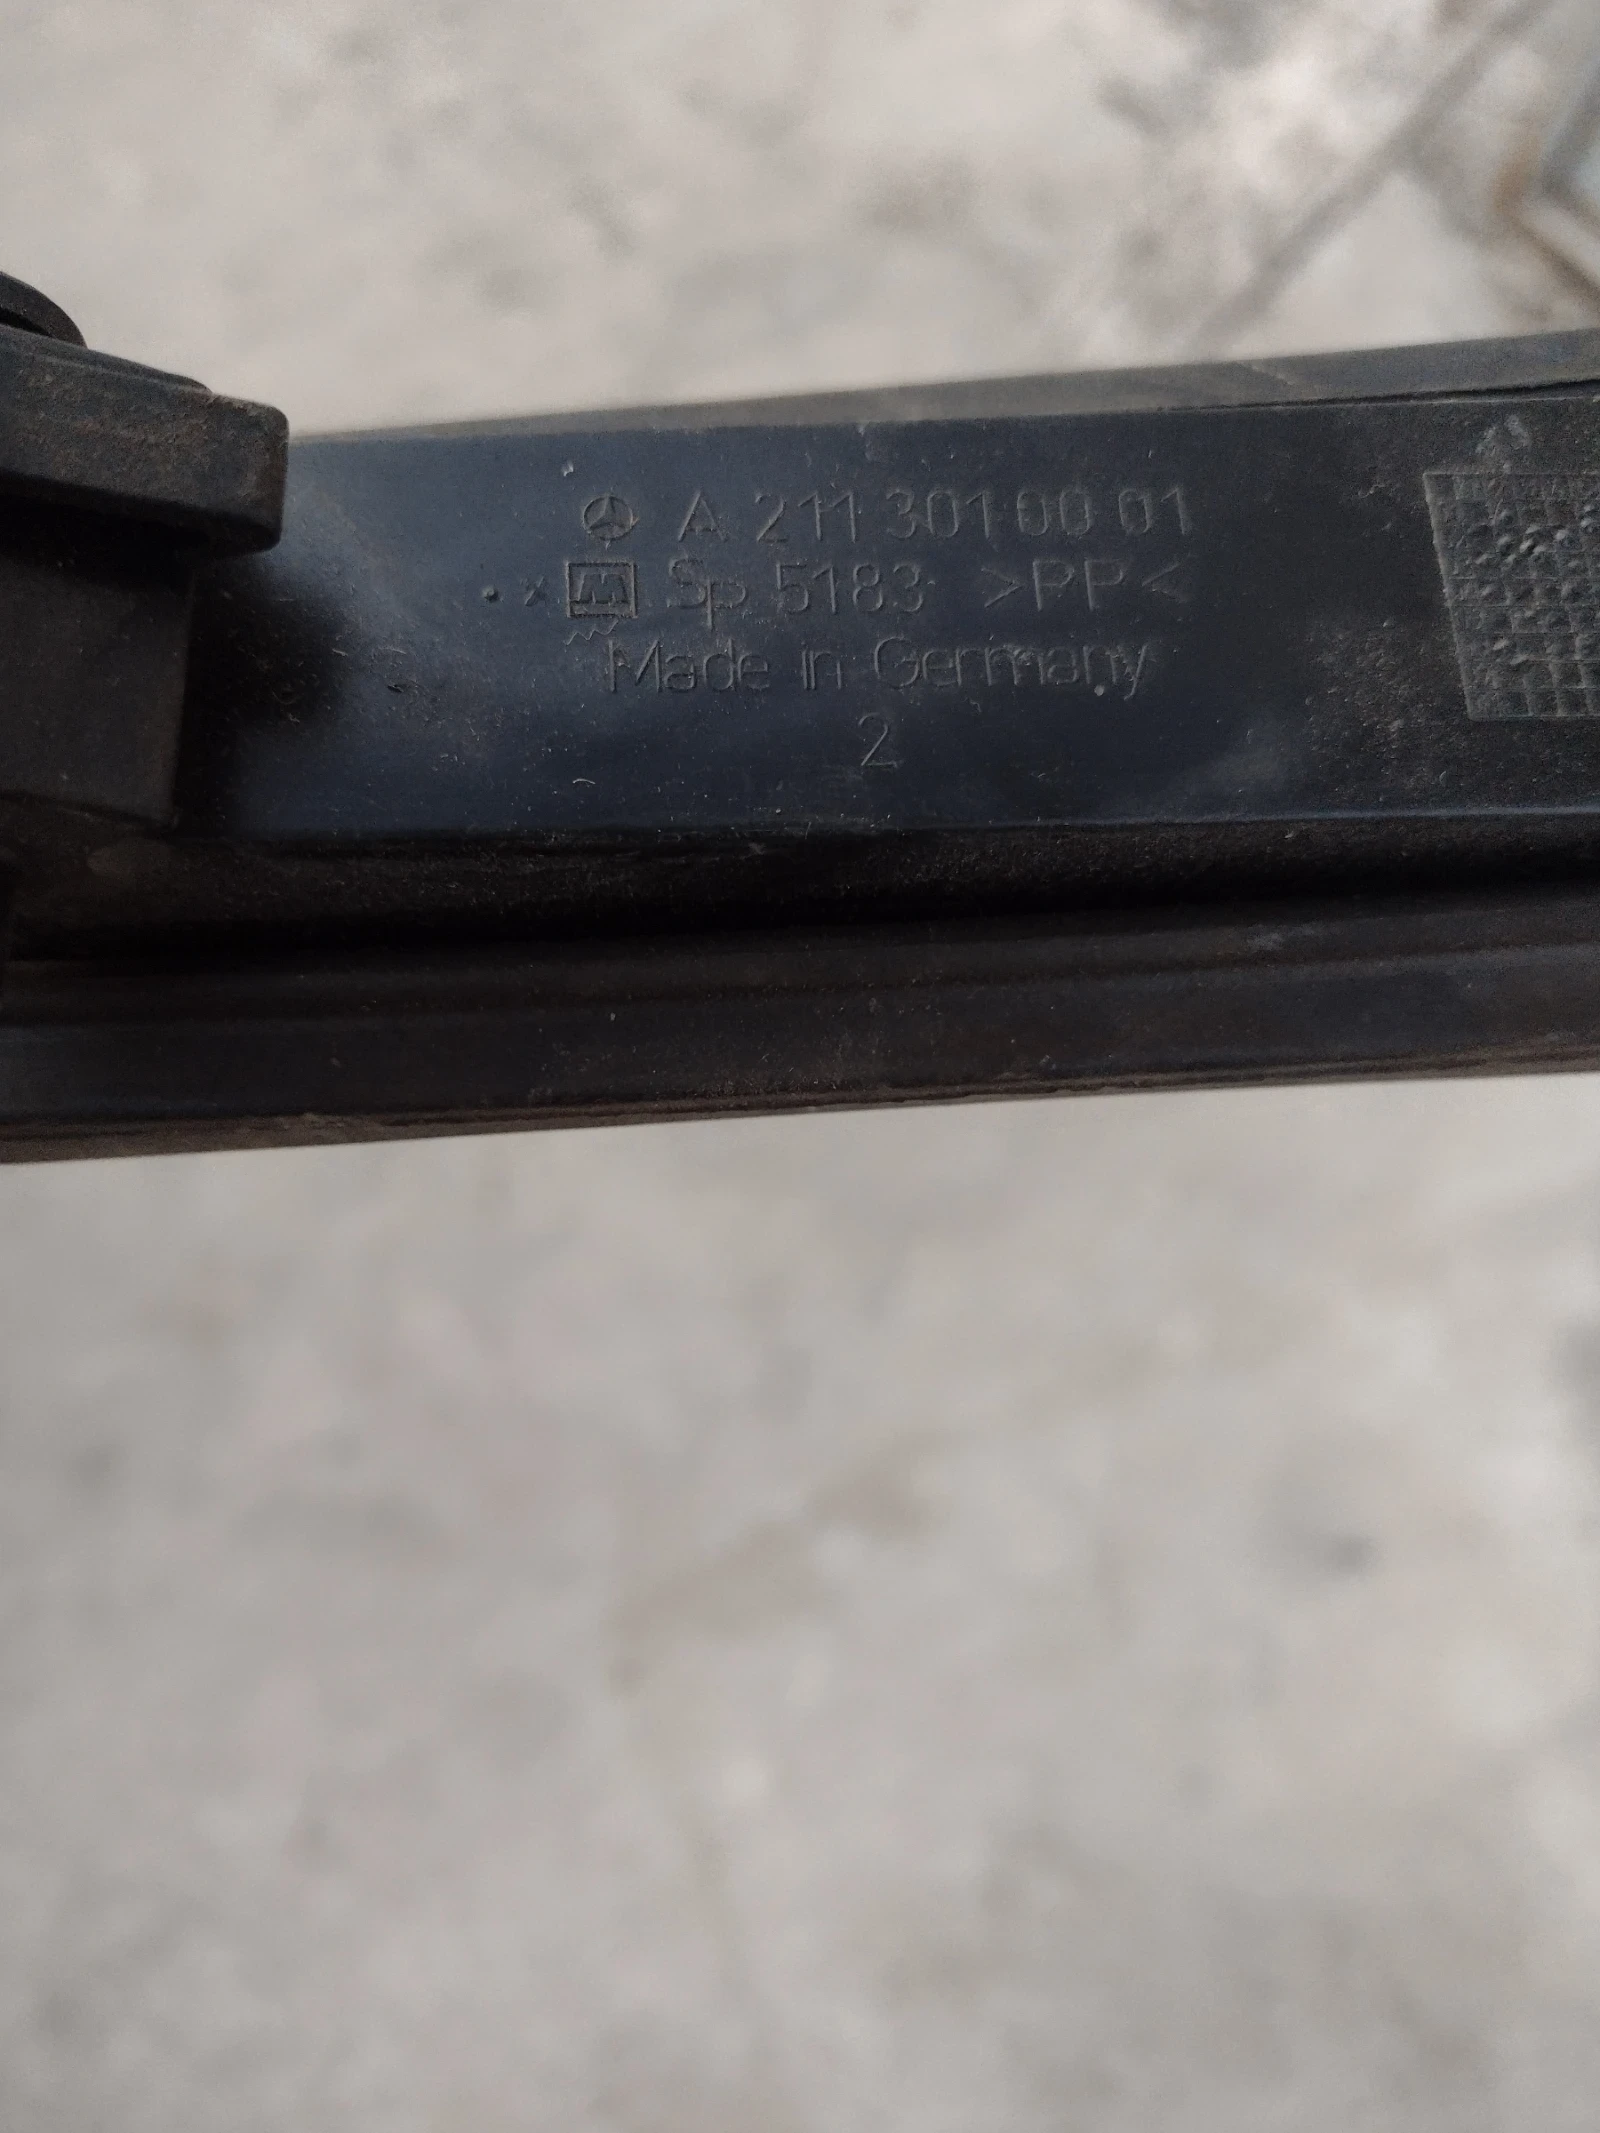 A 211 301 00 01
x M Sp 5183 >PP<
Made in Germany
2